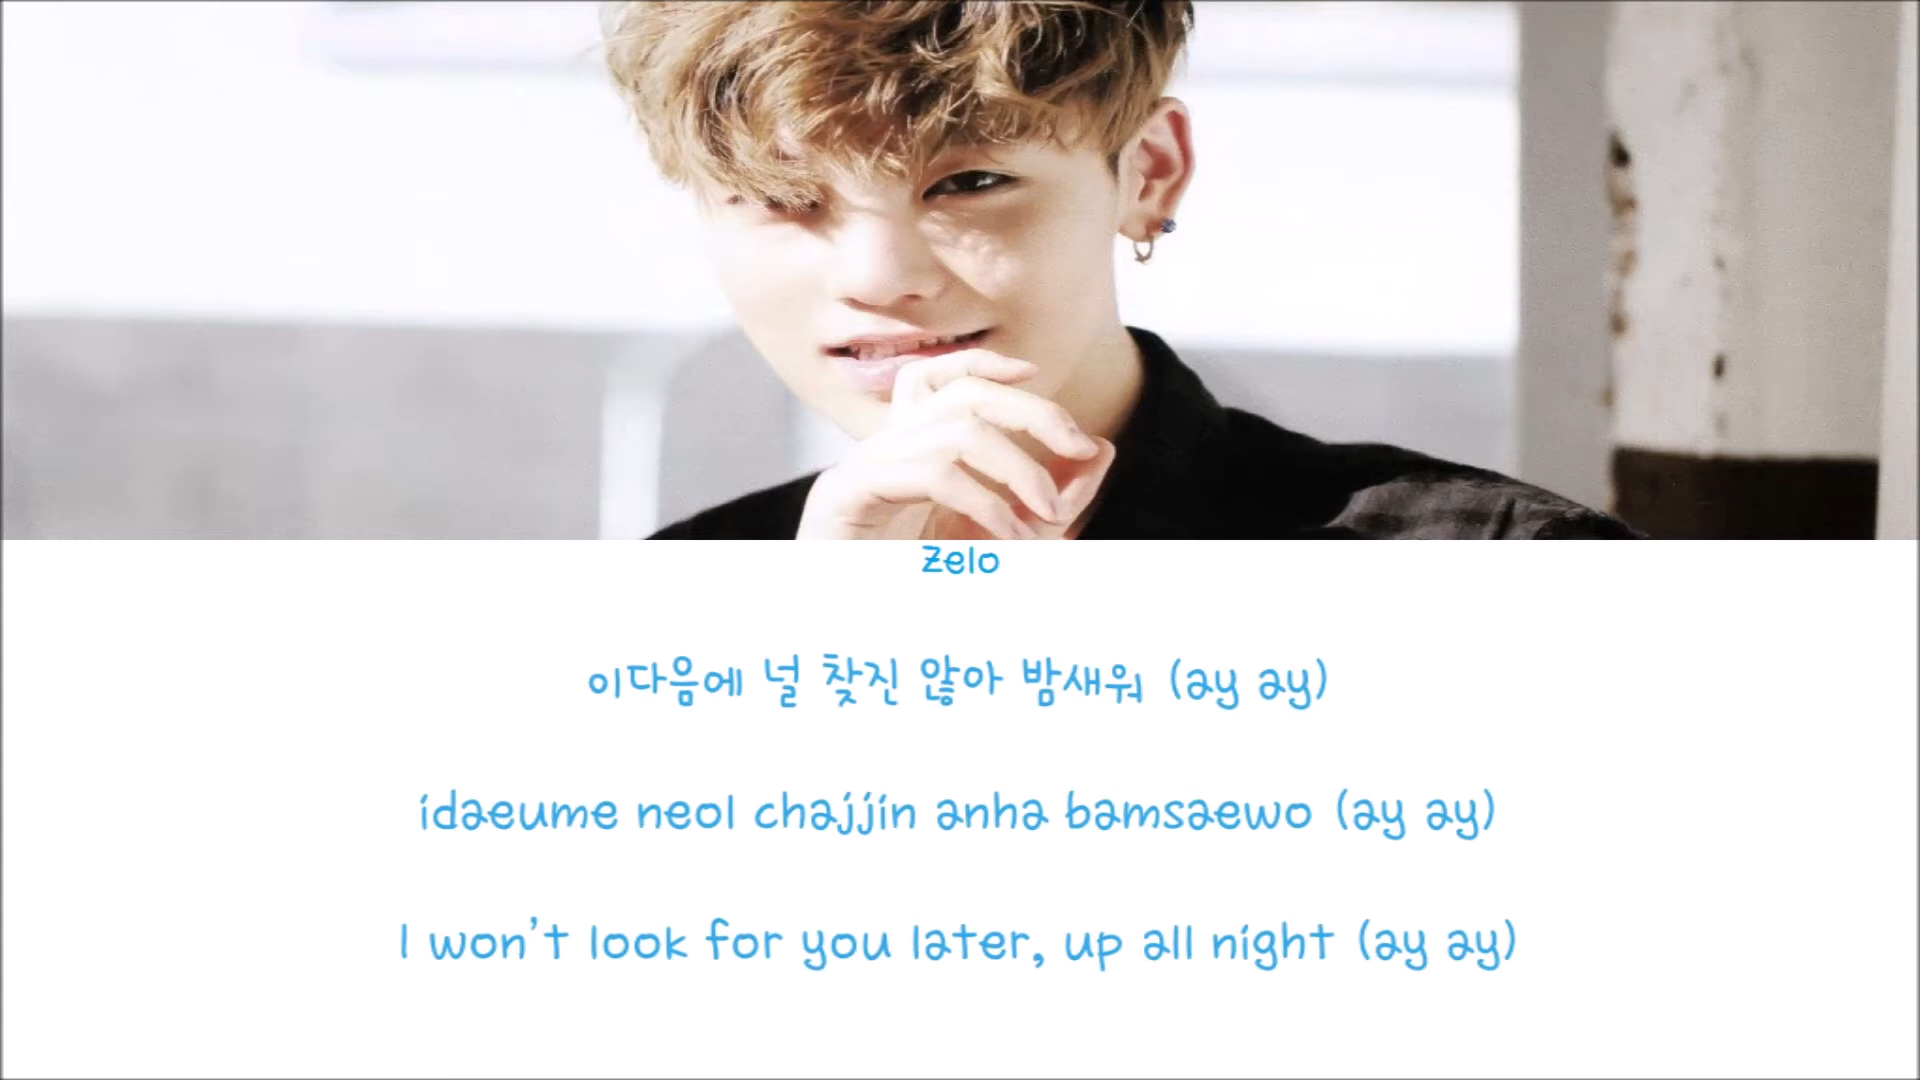 Zelo
이다음에 널 찾진 않아 밤새워 (ay ay)
idaeume neol chajjin anha bamsaewo (ay ay)
I won't look for you later, up all night (ay ay)